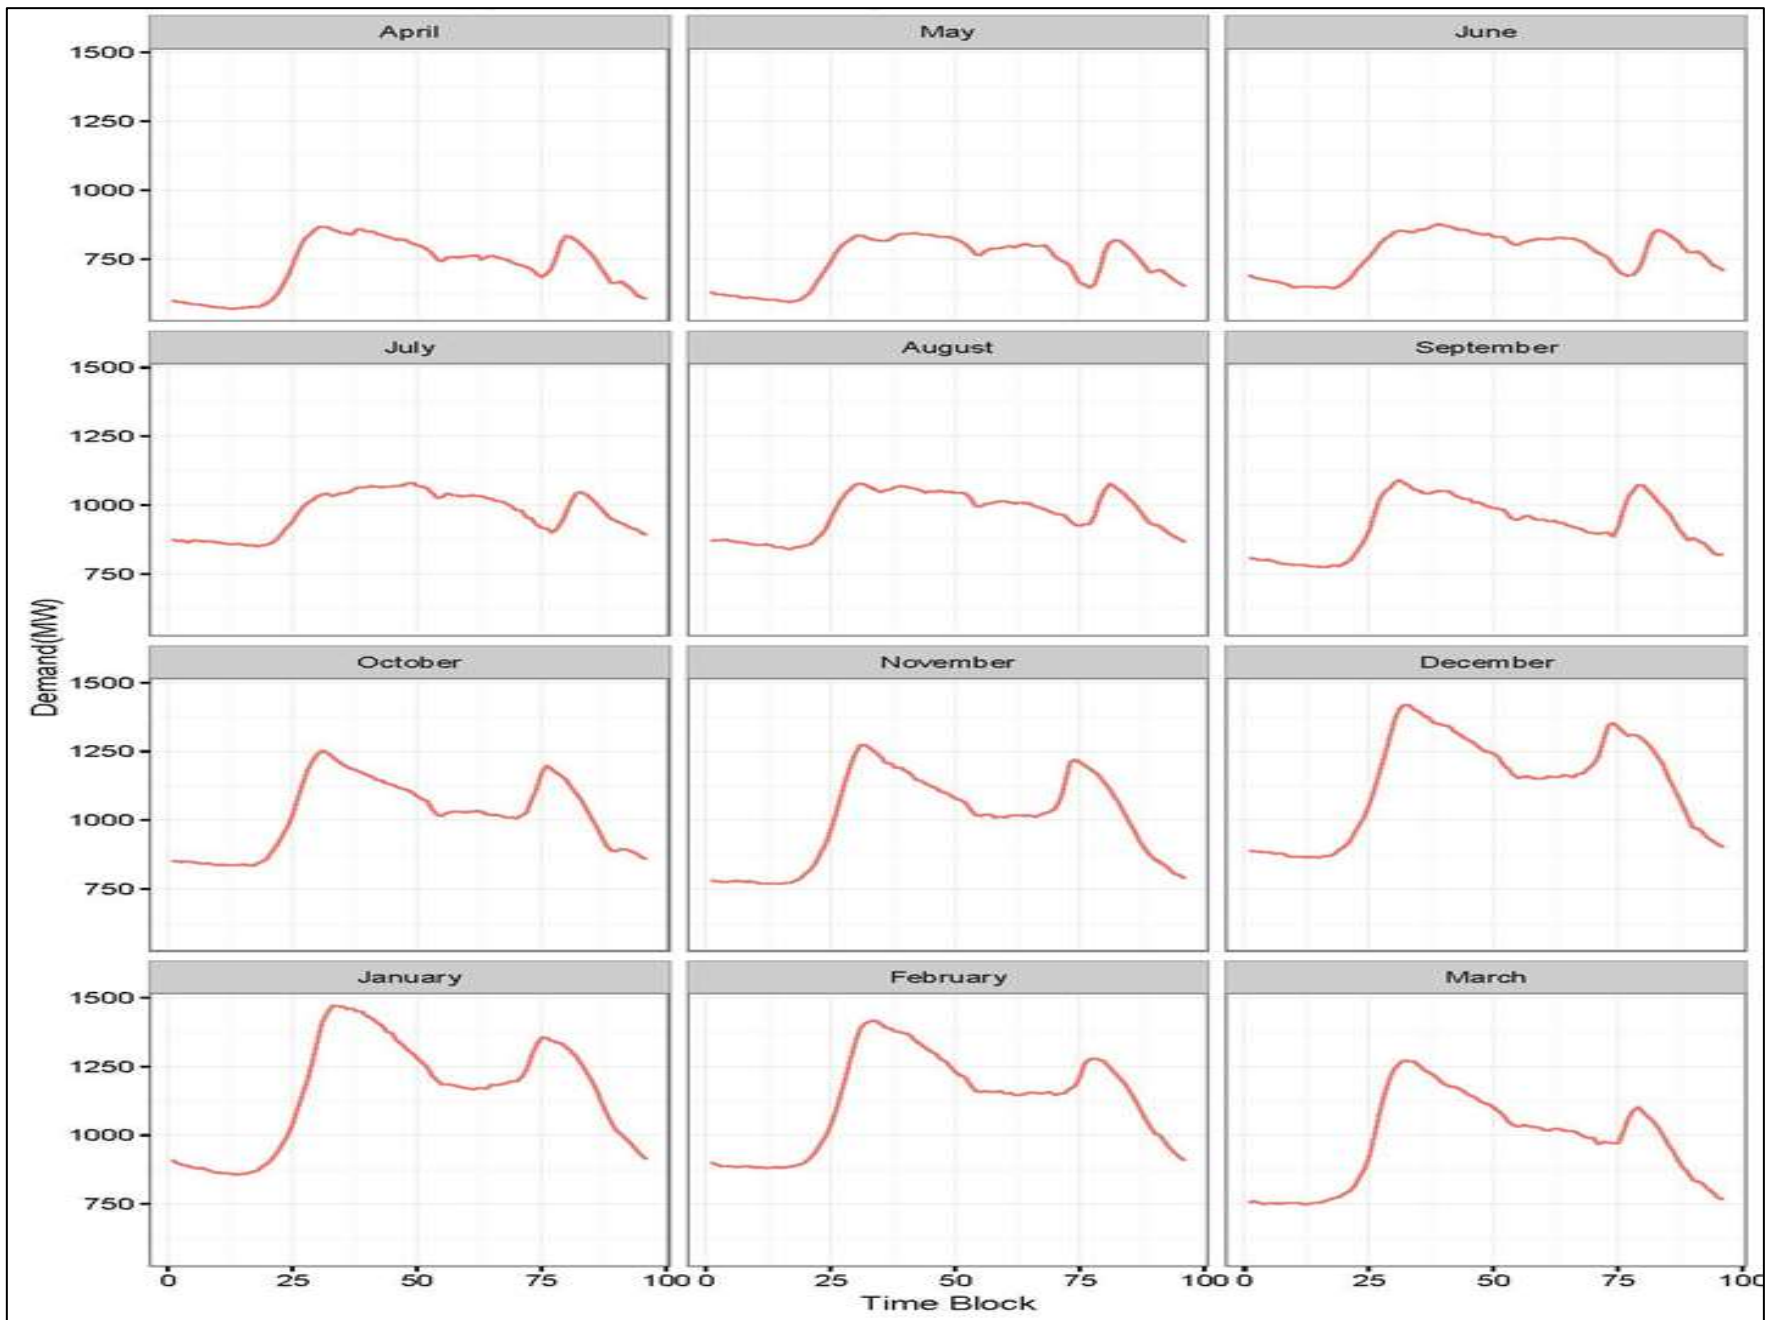 April May June
1500
1250
1000
750
July August September
1500
1250
1000
750
Demand(MW)
October November December
1500
1250
1000
750
January February March
1500
1250
1000
750
0 25 50 75 100 0 25 50 75 100 0 25 50 75 100
Time Block